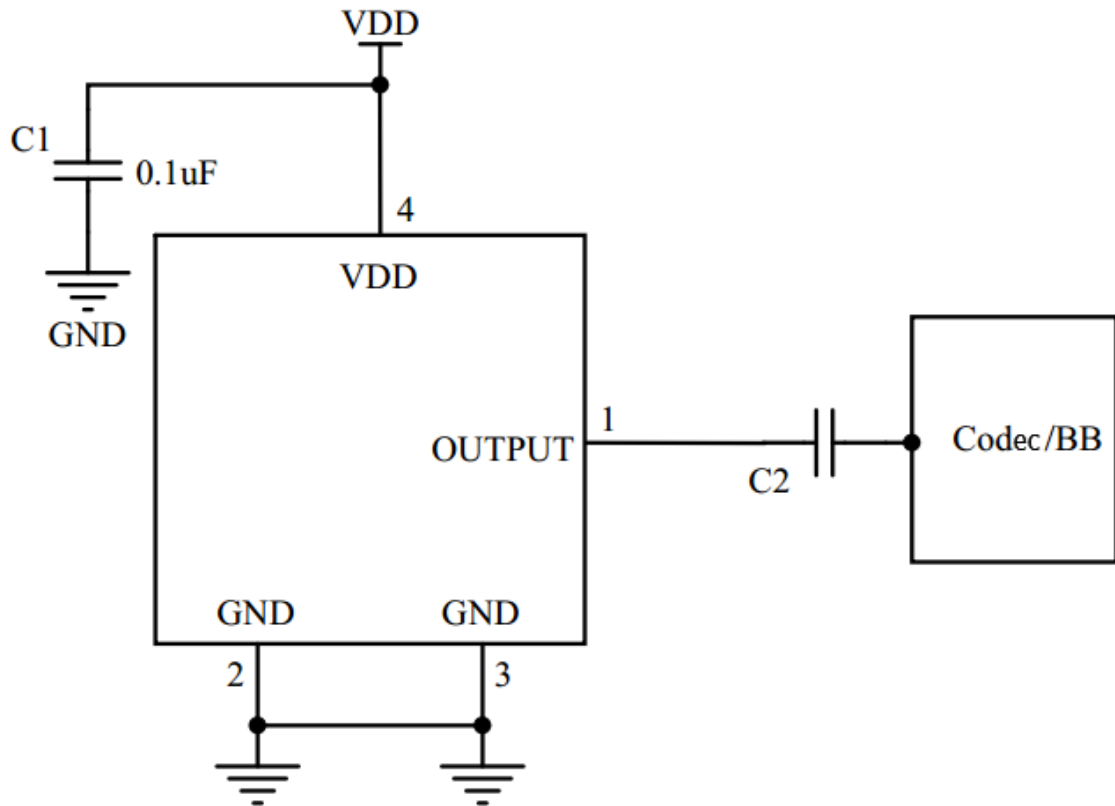 VDD
C1
0.1uF
4
VDD
GND
1
OUTPUT
Codec/BB
C2
GND
GND
2
3